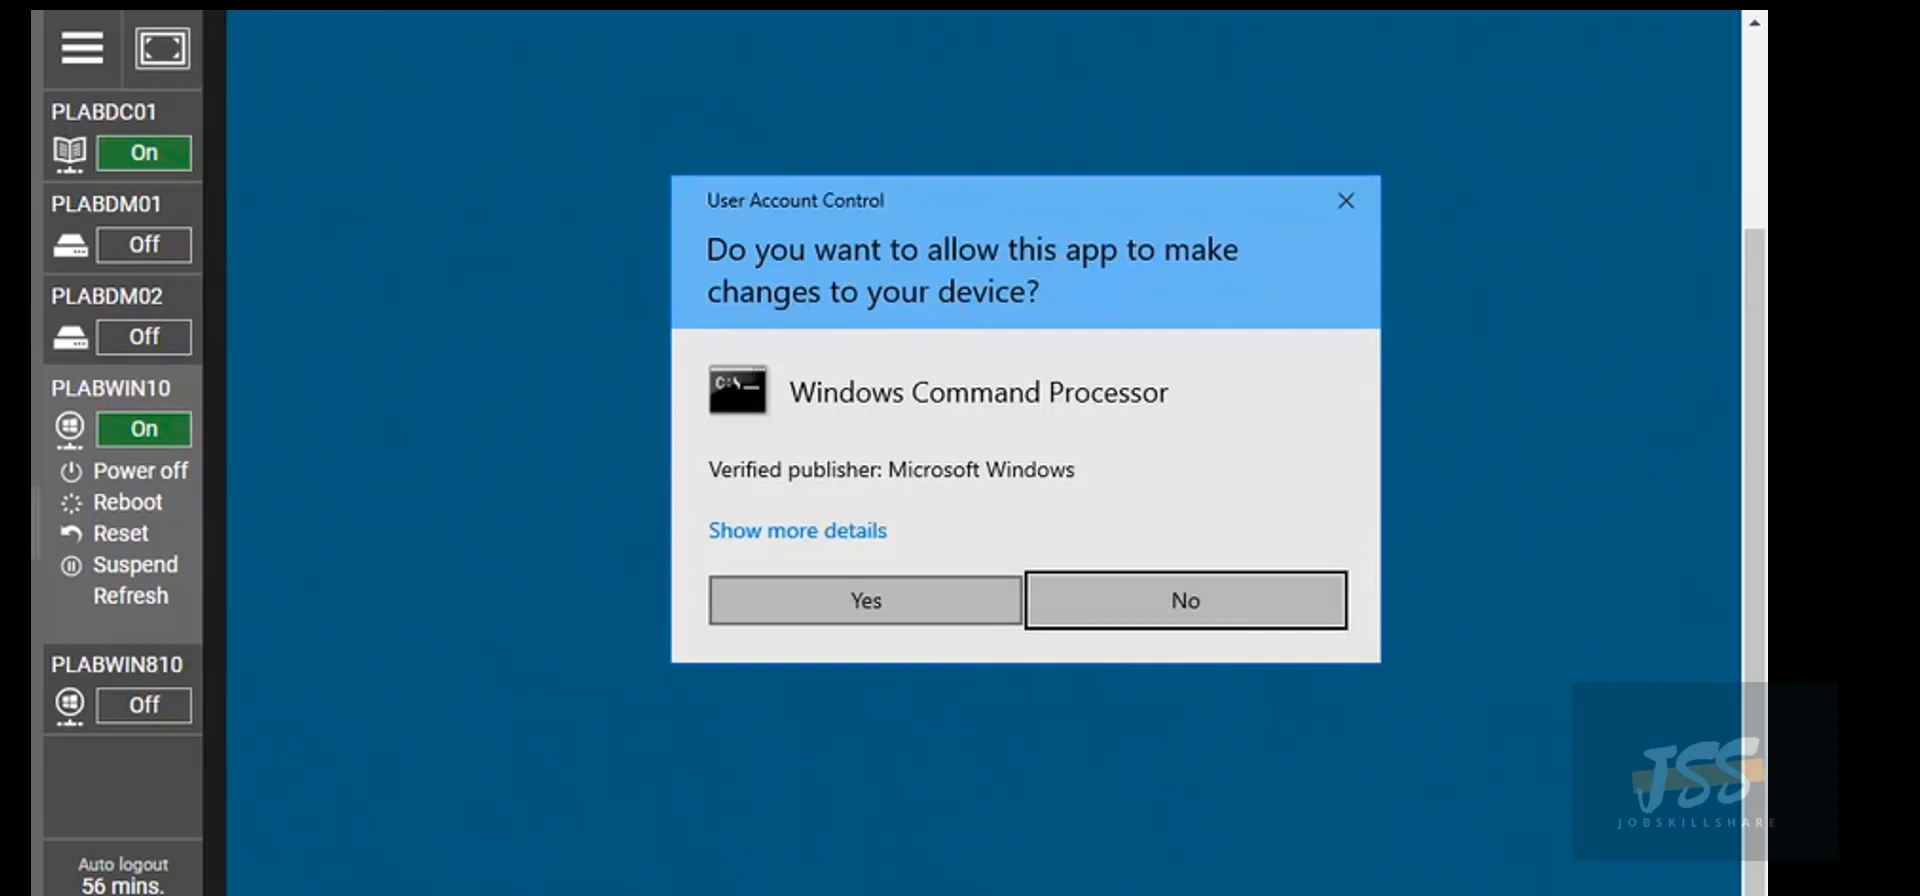 PLABDC01
On
PLABDM01
Off
PLABDM02
Off
PLABWIN10
On
Power off
Reboot
Reset
Suspend
Refresh
PLABWIN810
Off
Auto logout
56 mins.
User Account Control
Do you want to allow this app to make
changes to your device?
C:\
Windows Command Processor
Verified publisher: Microsoft Windows
Show more details
Yes
No
JSS
JOBSKILLSHARE